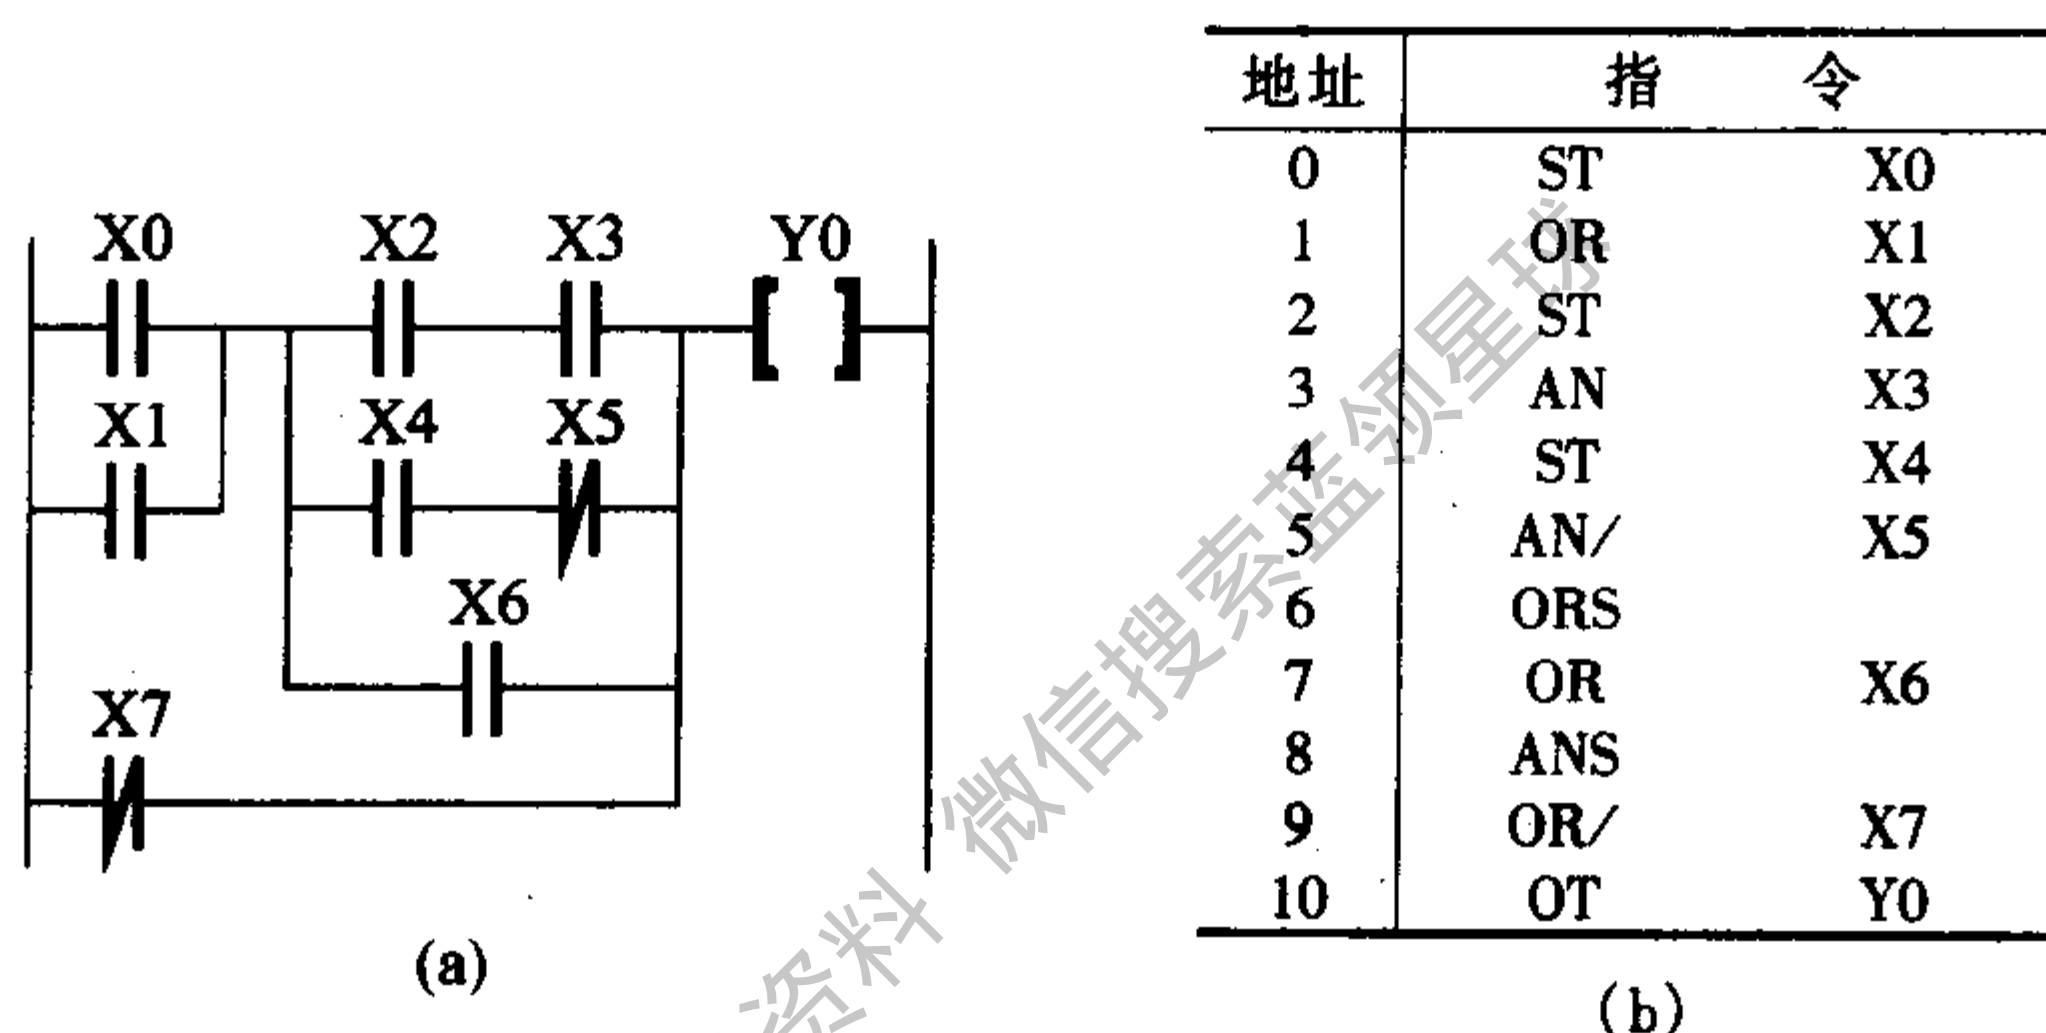 X0 X2 X3 Y0
X1 X4 X5
X6
X7
(a)
地址 指 令
0 ST X0
1 OR X1
2 ST X2
3 AN X3
4 ST X4
5 AN/ X5
6 ORS
7 OR X6
8 ANS
9 OR/ X7
10 OT Y0
(b)
资料 微信搜索蓝领星球